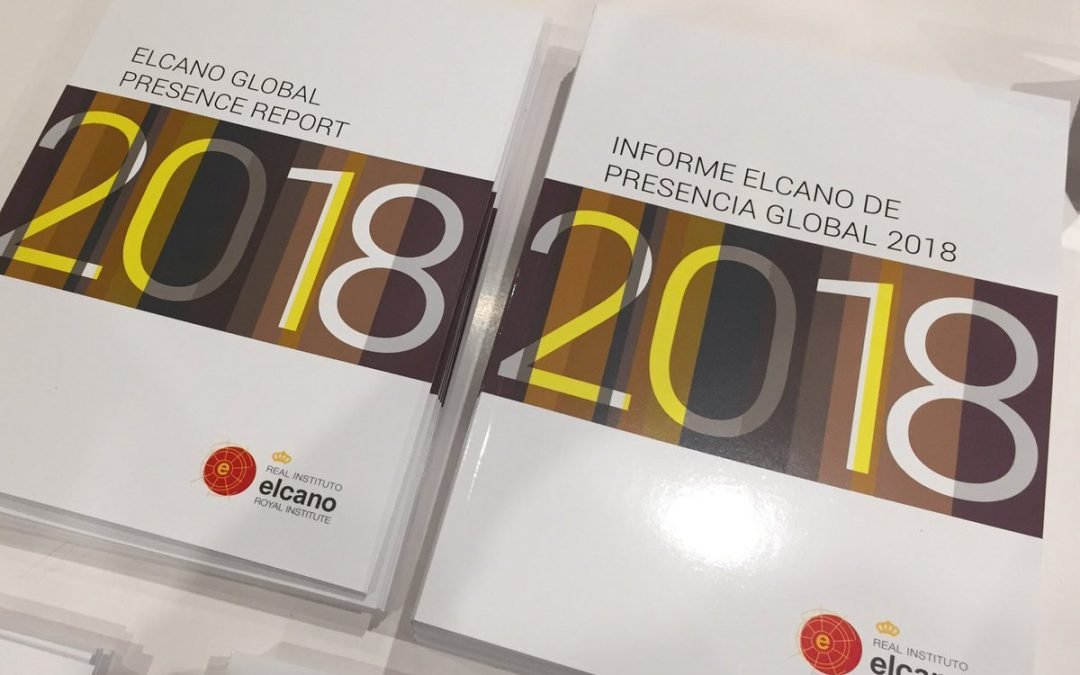 ELCANO GLOBAL
PRESENCE REPORT
2018
e
REAL INSTITUTO
elcano
ROYAL INSTITUTE
INFORME ELCANO DE
PRESENCIA GLOBAL 2018
2018
e
REAL INSTITUTO
elcano